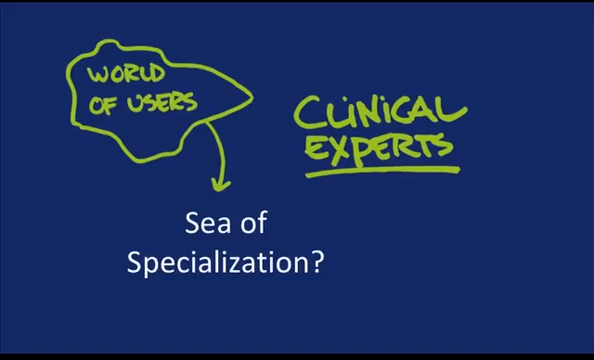 WORLD
OF USERS
CLINICAL
EXPERTS
Sea of
Specialization?